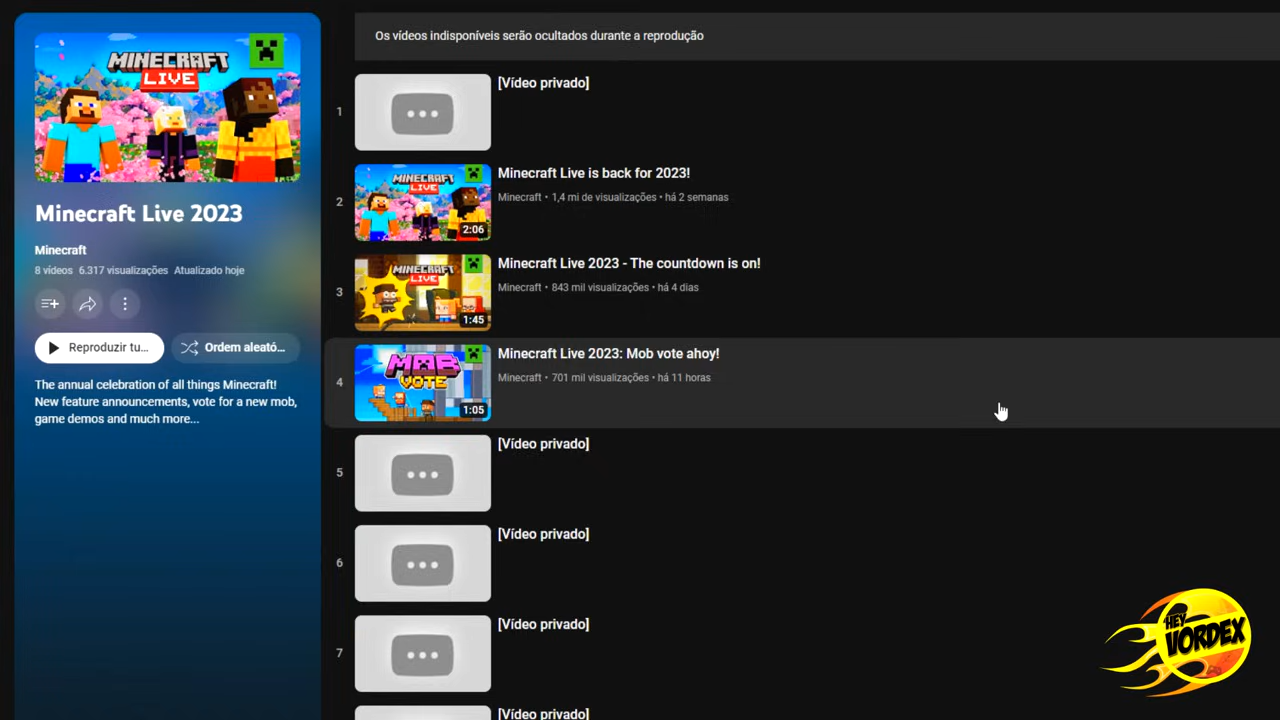 MINECRAFT
LIVE
Minecraft Live 2023
Minecraft
8 vídeos 6.317 visualizações Atualizado hoje
Reproduzir tu...
Ordem aleató...
The annual celebration of all things Minecraft!
New feature announcements, vote for a new mob,
game demos and much more...
Os vídeos indisponíveis serão ocultados durante a reprodução
1
[Vídeo privado]
2
MINECRAFT
LIVE
2:06
Minecraft Live is back for 2023!
Minecraft • 1,4 mi de visualizações • há 2 semanas
3
MINECRAFT
LIVE
1:45
Minecraft Live 2023 - The countdown is on!
Minecraft • 843 mil visualizações • há 4 dias
4
MOB
VOTE
1:05
Minecraft Live 2023: Mob vote ahoy!
Minecraft • 701 mil visualizações • há 11 horas
5
[Vídeo privado]
6
[Vídeo privado]
7
[Vídeo privado]
[Vídeo privado]
HEY
VORDEX